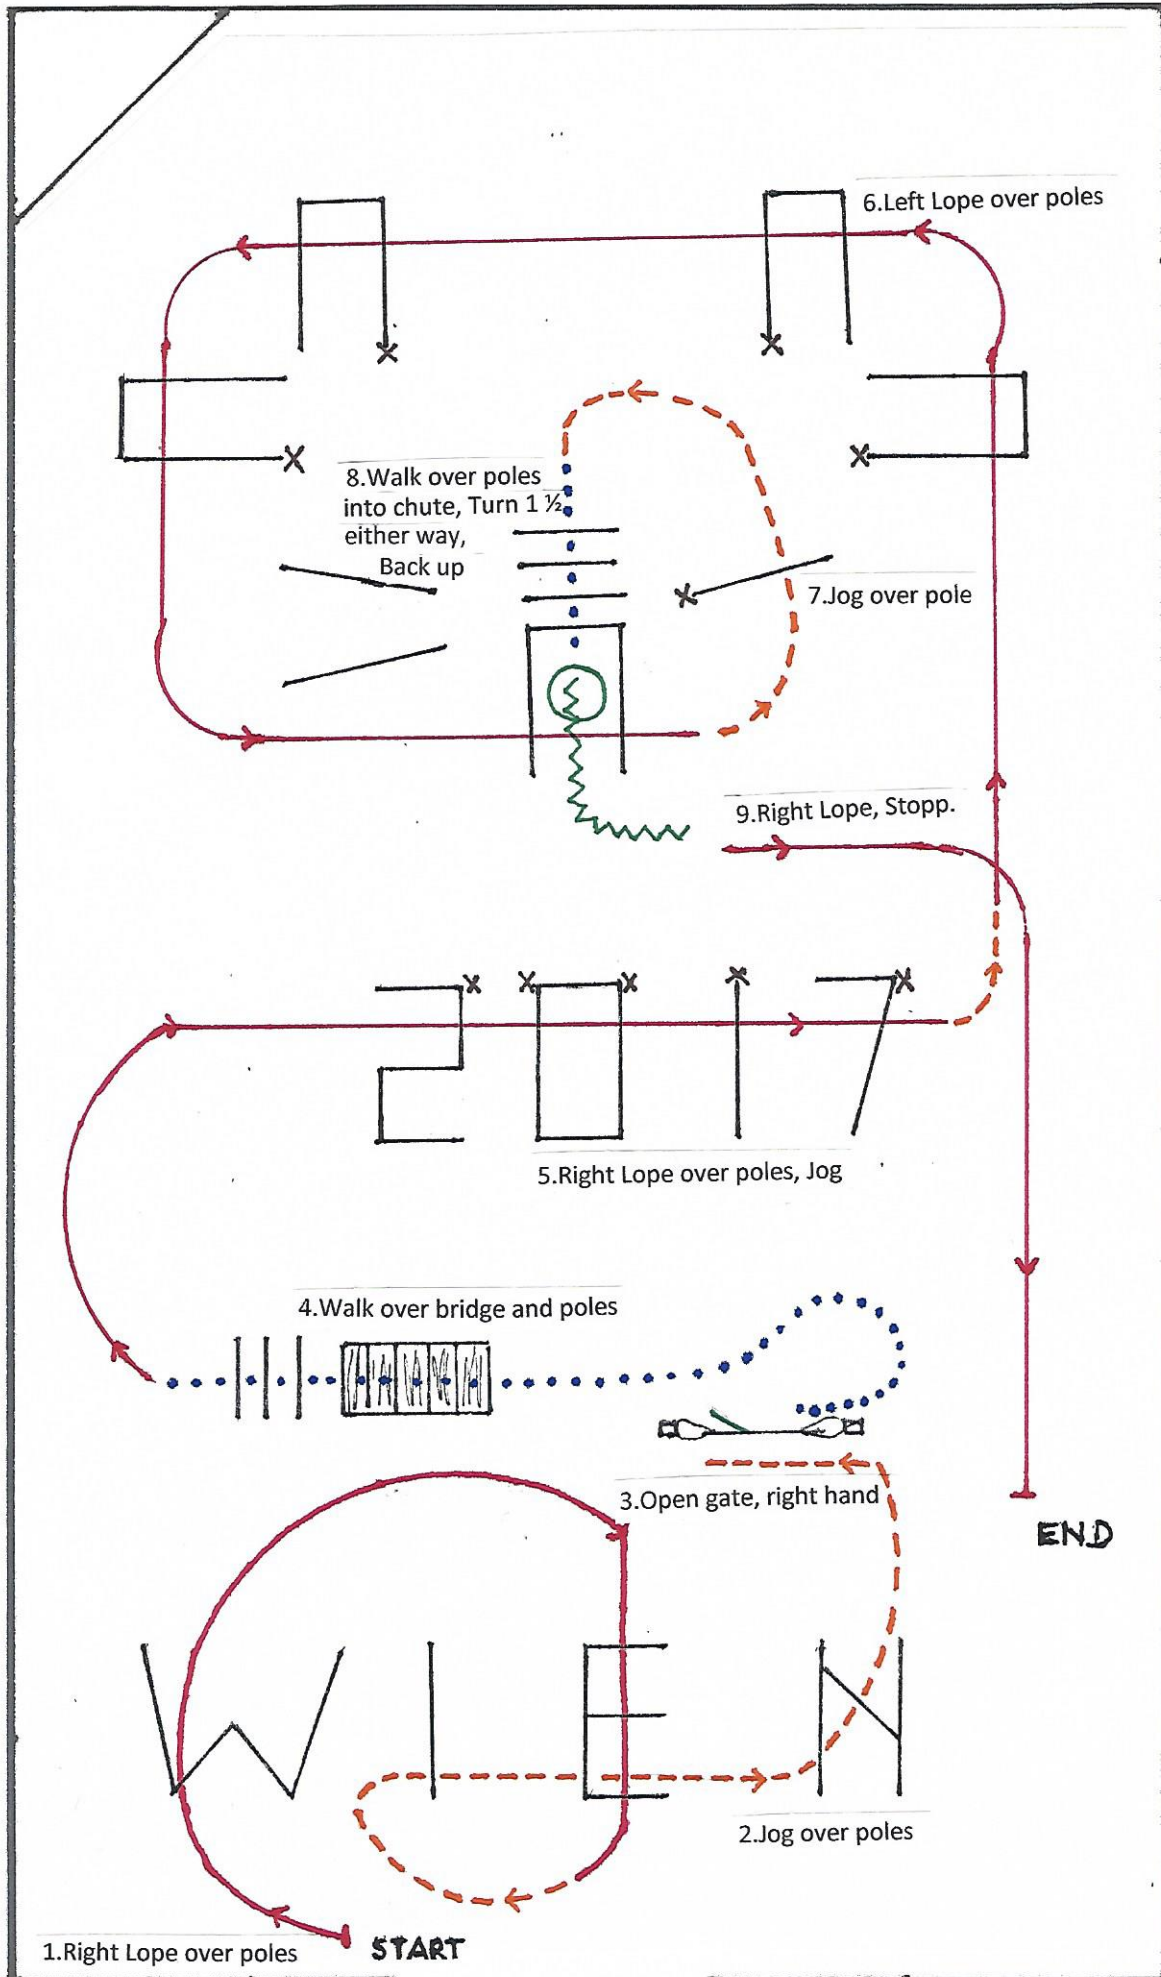 6.Left Lope over poles
8.Walk over poles
into chute, Turn 1 ½
either way,
Back up
7.Jog over pole
9.Right Lope, Stopp.
2017
5.Right Lope over poles, Jog
4.Walk over bridge and poles
3.Open gate, right hand
END
WIEN
2.Jog over poles
START
1.Right Lope over poles